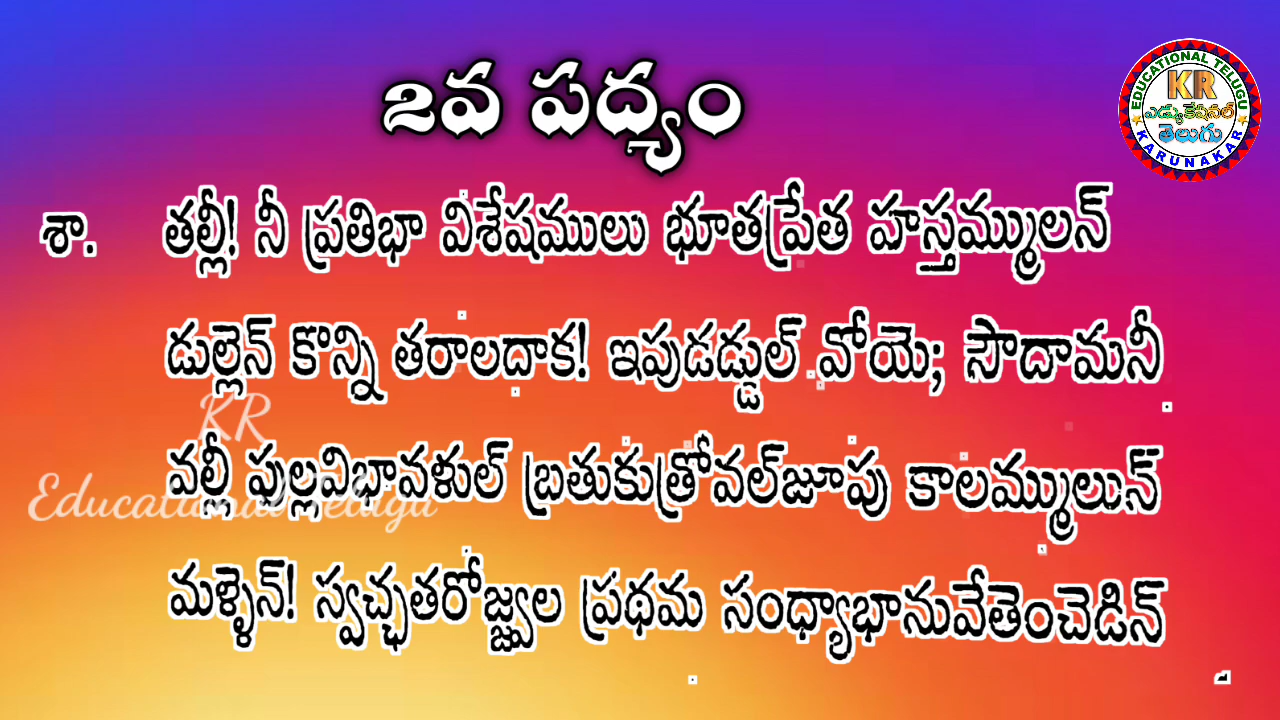 2వ పద్యం
EDUCATIONAL TELUGU
KR
ఎడ్యుకేషనల్
తెలుగు
KARUNAKAR
శా. తల్లీ! నీ ప్రతిభా విశేషములు భూతప్రేత హస్తమ్ములన్
డుల్లెన్ కొన్ని తరాలదాక! ఇపుడడ్డుల్ వోయె; సౌదామనీ
వల్లీ పుల్లవిభావళుల్ బ్రతుకుత్రోవల్‌జూపు కాలమ్ములున్
మళ్ళెన్! స్వచ్ఛతరోజ్జ్వల ప్రథమ సంధ్యాభానువేతెంచెడిన్
KR
Educational Telugu